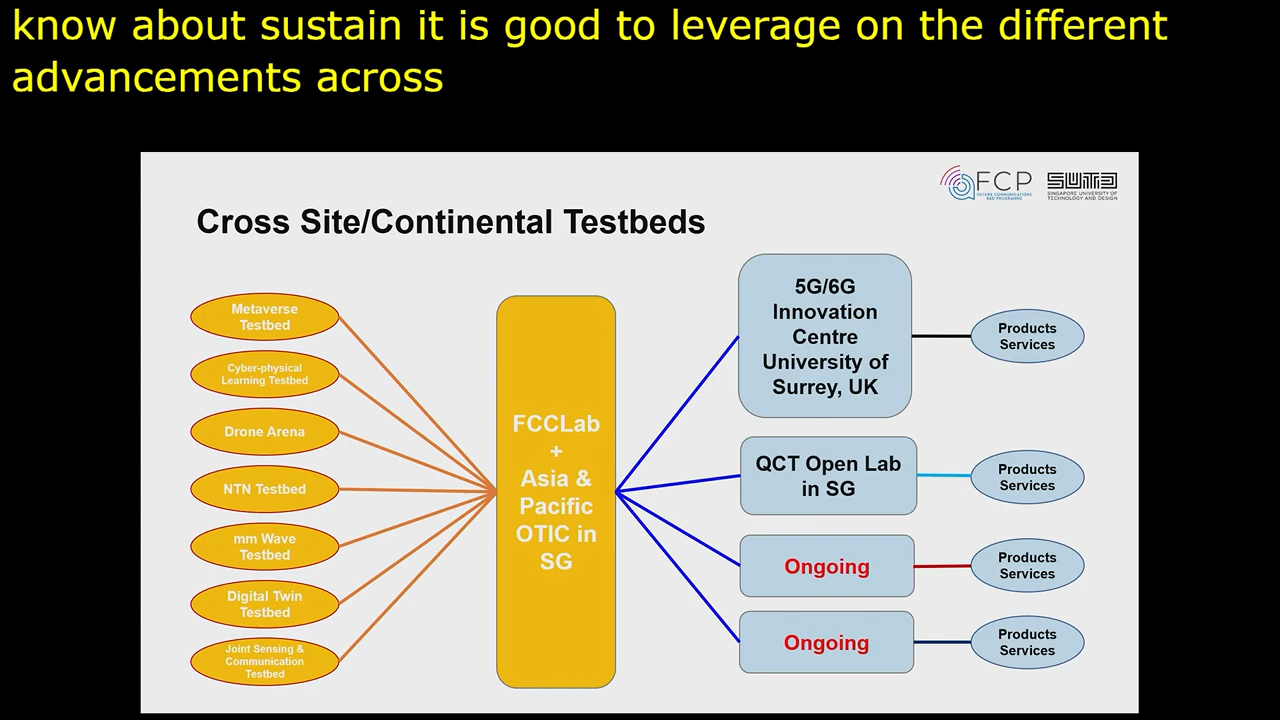 know about sustain it is good to leverage on the different
advancements across
FCP
FUTURE COMMUNICATIONS
R&D PROGRAMME
SUTD
SINGAPORE UNIVERSITY OF
TECHNOLOGY AND DESIGN
Cross Site/Continental Testbeds
Metaverse
Testbed
Cyber-physical
Learning Testbed
Drone Arena
NTN Testbed
mm Wave
Testbed
Digital Twin
Testbed
Joint Sensing &
Communication
Testbed
FCCLab
+
Asia &
Pacific
OTIC in
SG
5G/6G
Innovation
Centre
University of
Surrey, UK
Products
Services
QCT Open Lab
in SG
Products
Services
Ongoing
Products
Services
Ongoing
Products
Services